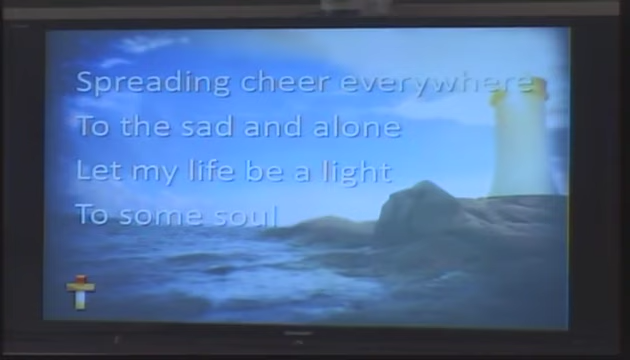 Spreading cheer everywhere
To the sad and alone
Let my life be a light
To some soul